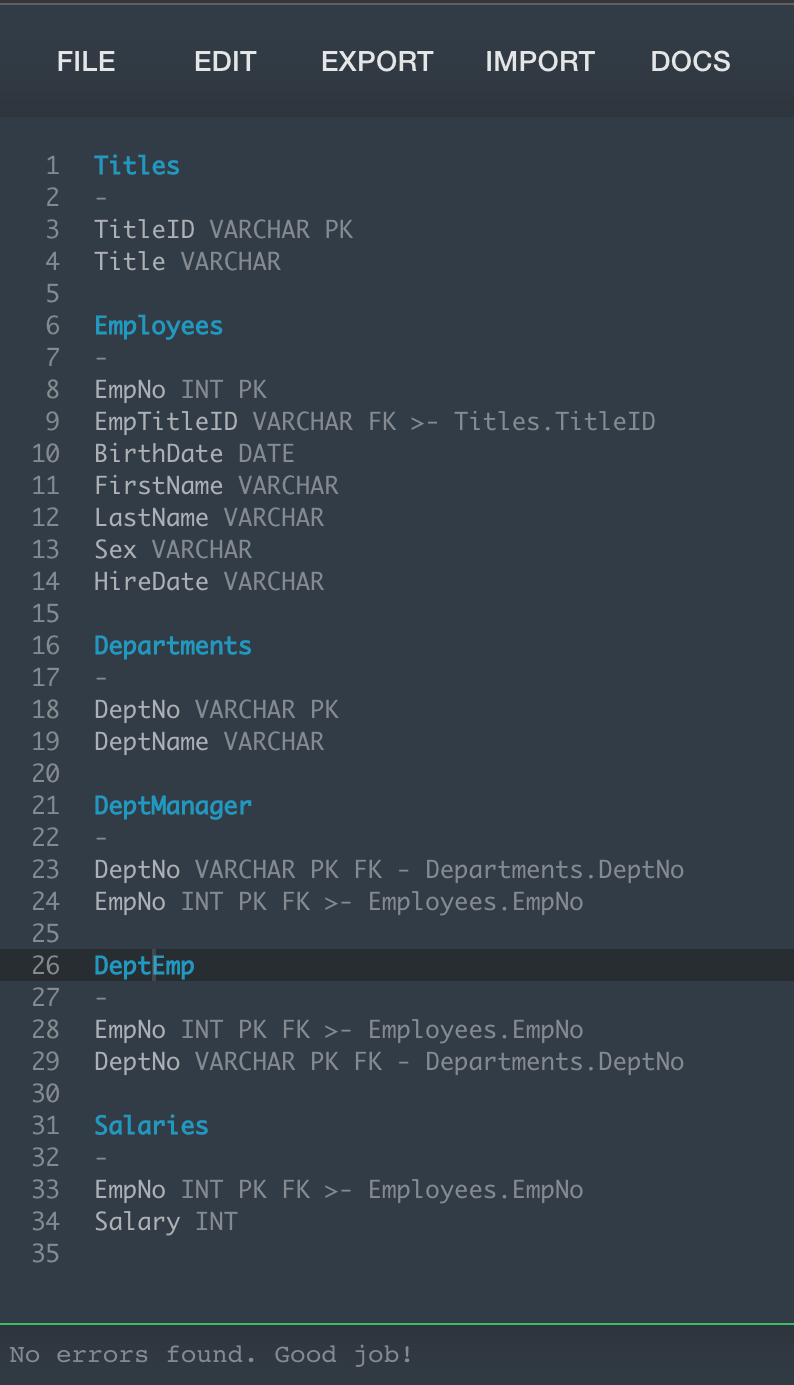 FILE EDIT EXPORT IMPORT DOCS
1 Titles
2 -
3 TitleID VARCHAR PK
4 Title VARCHAR
5
6 Employees
7 -
8 EmpNo INT PK
9 EmpTitleID VARCHAR FK >- Titles.TitleID
10 BirthDate DATE
11 FirstName VARCHAR
12 LastName VARCHAR
13 Sex VARCHAR
14 HireDate VARCHAR
15
16 Departments
17 -
18 DeptNo VARCHAR PK
19 DeptName VARCHAR
20
21 DeptManager
22 -
23 DeptNo VARCHAR PK FK - Departments.DeptNo
24 EmpNo INT PK FK >- Employees.EmpNo
25
26 DeptEmp
27 -
28 EmpNo INT PK FK >- Employees.EmpNo
29 DeptNo VARCHAR PK FK - Departments.DeptNo
30
31 Salaries
32 -
33 EmpNo INT PK FK >- Employees.EmpNo
34 Salary INT
35
No errors found. Good job!